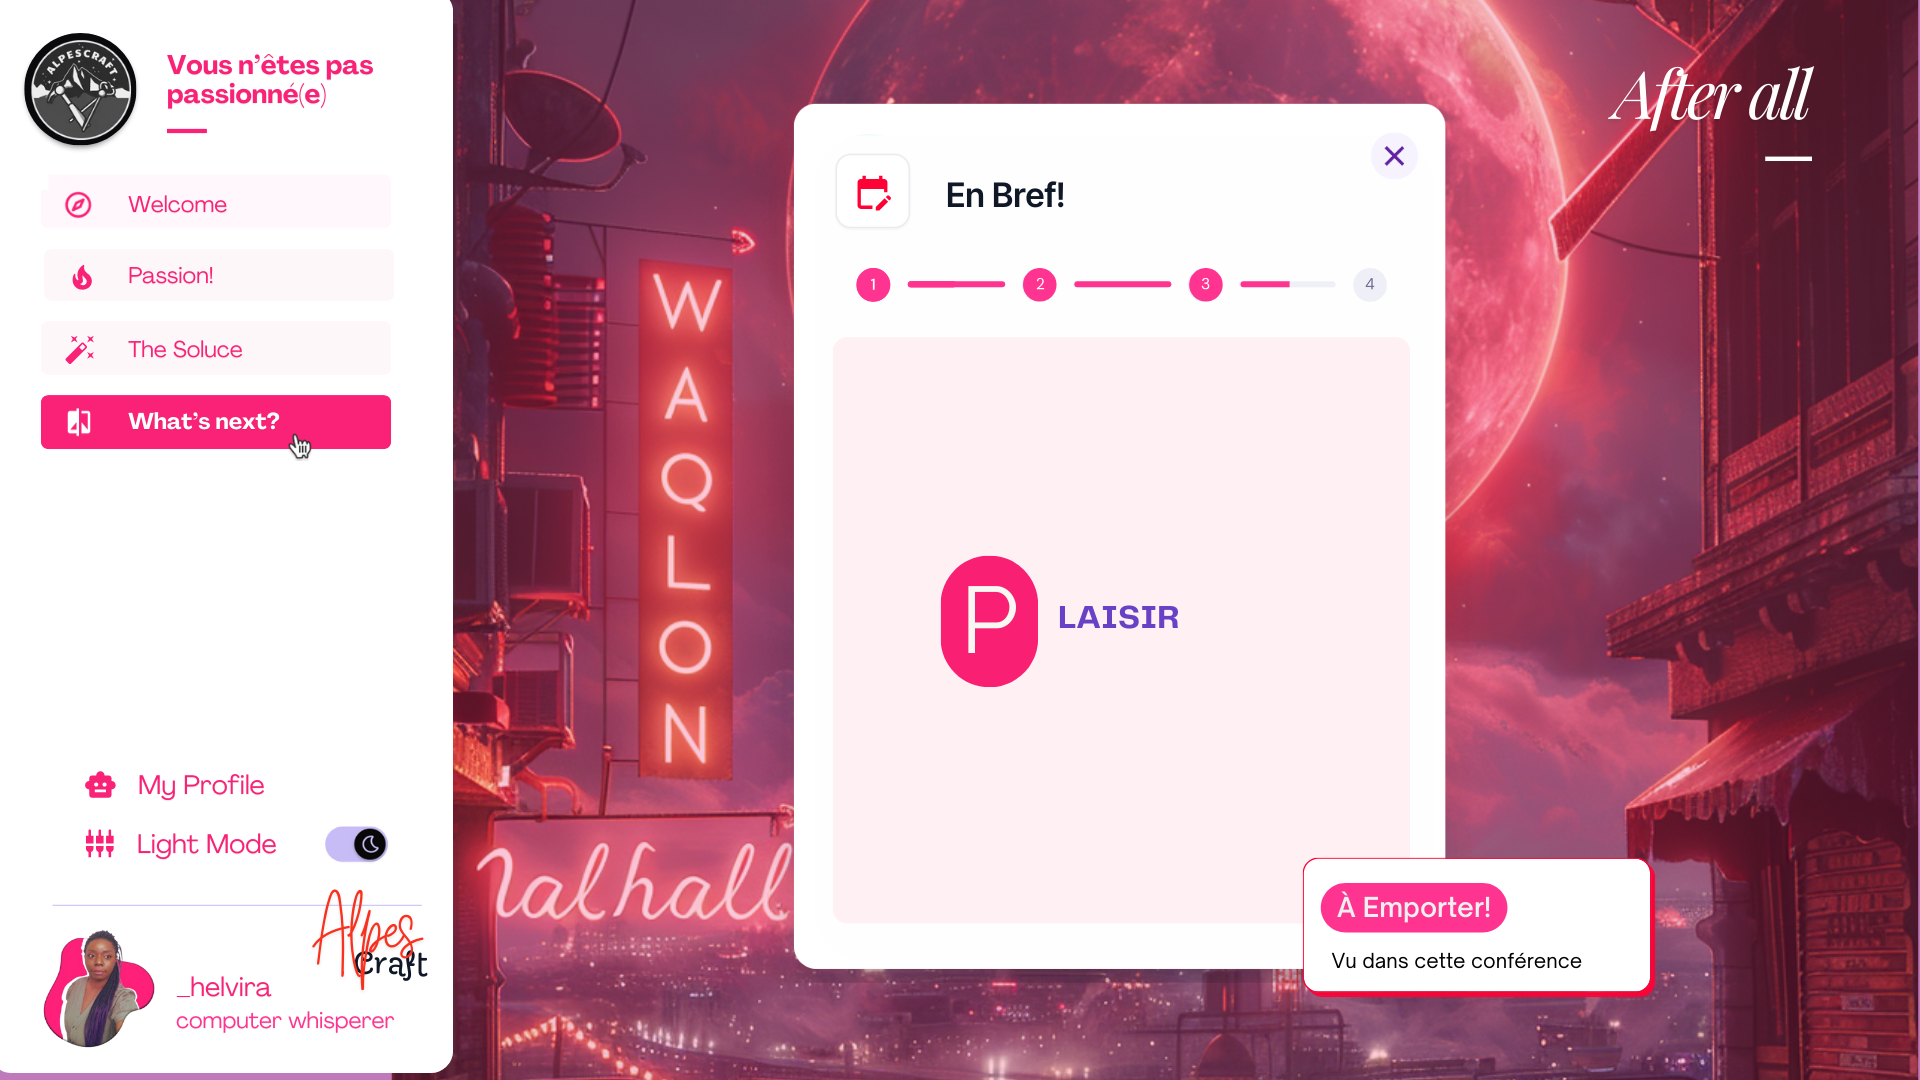 ALPESCRAFT
Vous n’êtes pas
passionné(e)
Welcome
Passion!
The Soluce
What’s next?
My Profile
Light Mode
Alpes
Craft
_helvira
computer whisperer
WAQLON
Valhall
En Bref!
1 2 3 4
P LAISIR
À Emporter!
Vu dans cette conférence
After all